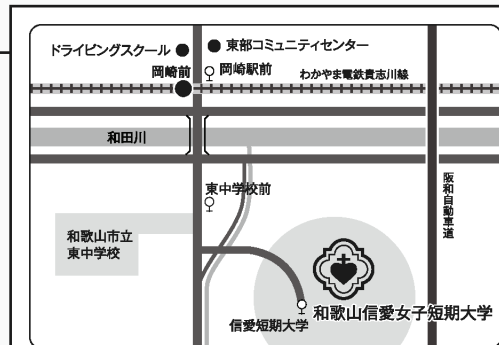 ドライビングスクール
東部コミュニティセンター
岡崎前
岡崎駅前
わかやま電鉄貴志川線
和田川
阪和自動車道
東中学校前
和歌山市立
東中学校
和歌山信愛女子短期大学
信愛短期大学